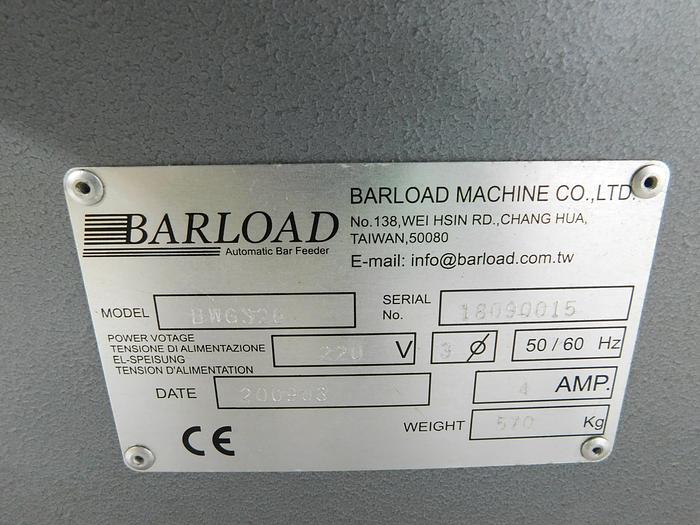 BARLOAD
Automatic Bar Feeder
BARLOAD MACHINE CO.,LTD.
No.138,WEI HSIN RD.,CHANG HUA,
TAIWAN,50080
E-mail: info@barload.com.tw
MODEL
SERIAL No. 18090015
POWER VOTAGE
TENSIONE DI ALIMENTAZIONE
EL-SPEISUNG
TENSION D'ALIMENTATION
220 V 3 Ø 50 / 60 Hz
DATE 200903
4 AMP.
WEIGHT 570 Kg
CE